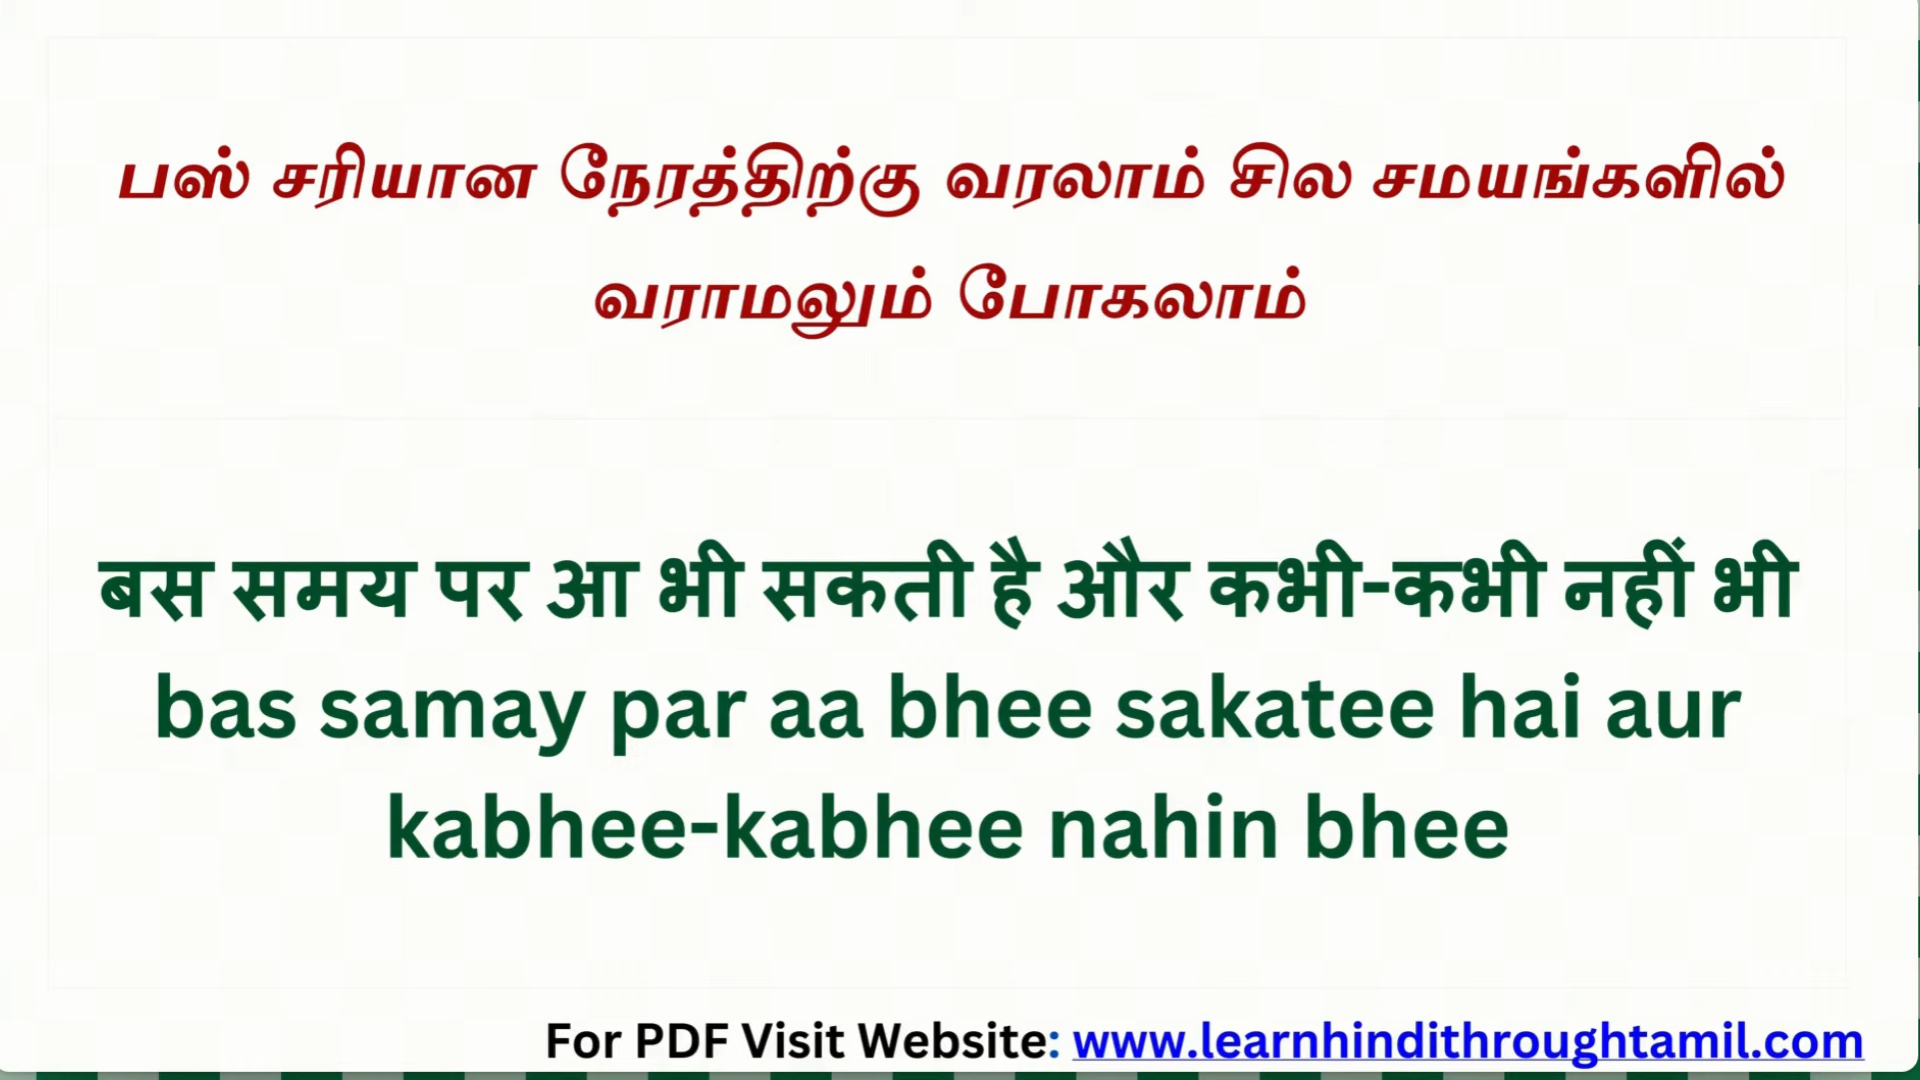 பஸ் சரியான நேரத்திற்கு வரலாம் சில சமயங்களில்
வராமலும் போகலாம்
बस समय पर आ भी सकती है और कभी-कभी नहीं भी
bas samay par aa bhee sakatee hai aur
kabhee-kabhee nahin bhee
For PDF Visit Website: www.learnhindithroughtamil.com